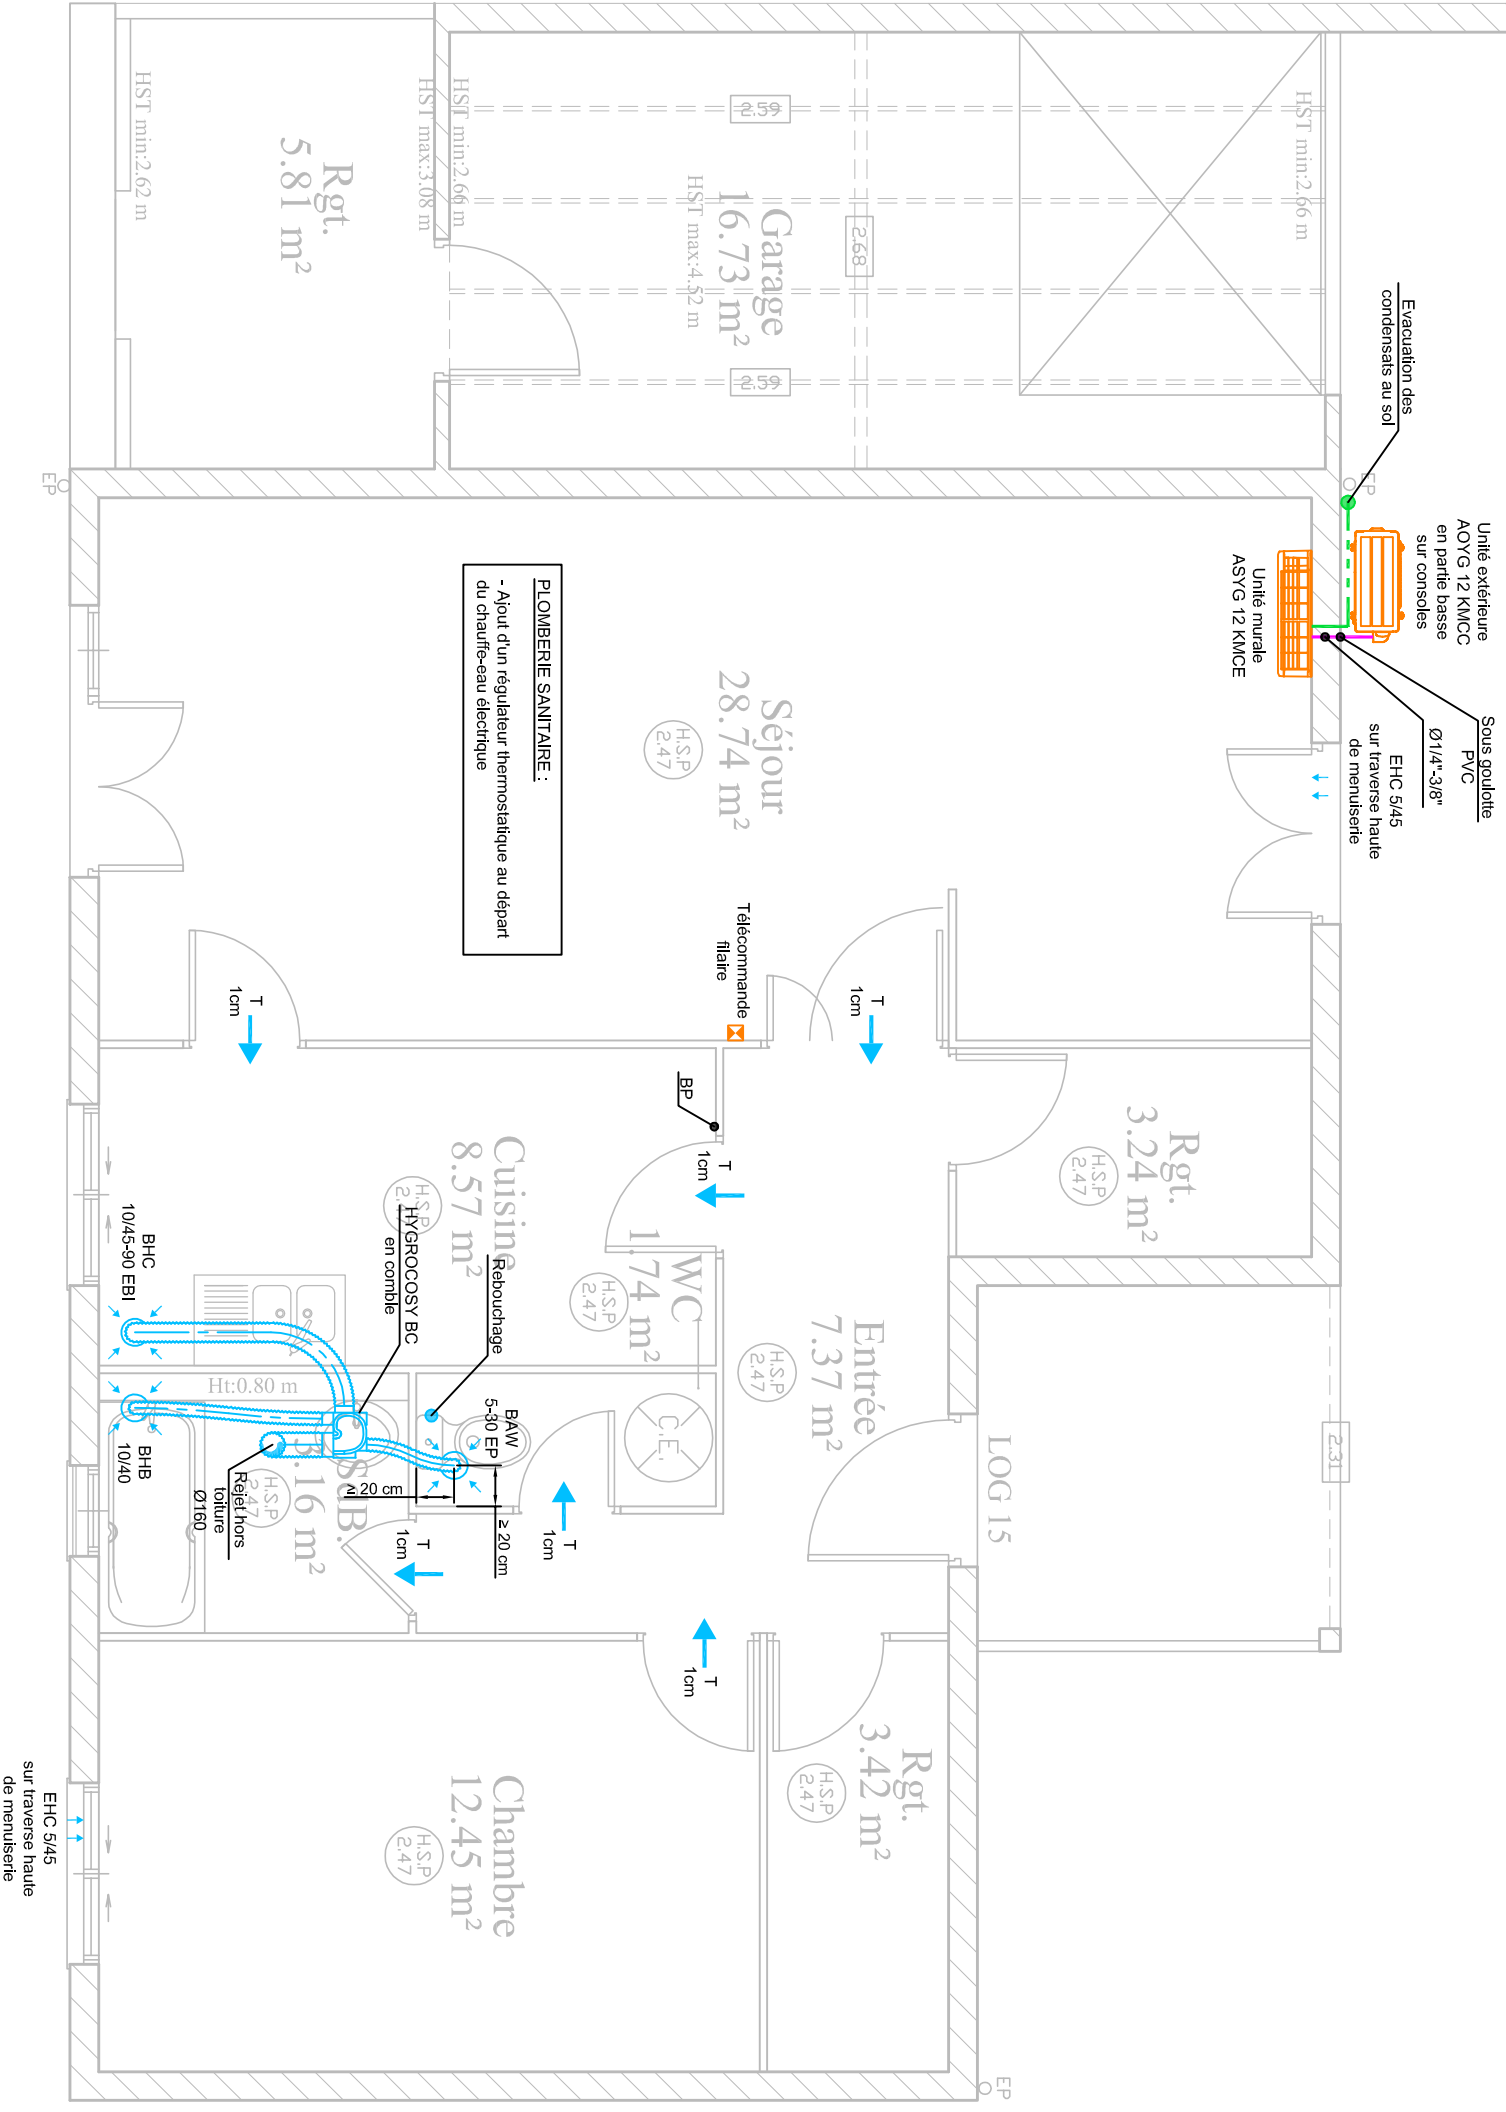 HST min:2.62 m
Rgt.
5.81 m²
HST max:3.08 m
HST min:2.66 m
Garage
16.73 m²
HST max:4.52 m
2.59
2.68
2.59
HST min:2.66 m
Evacuation des
condensats au sol
EP
EP
Unité extérieure
AOYG 12 KMCC
en partie basse
sur consoles
Unité murale
ASYG 12 KMCE
Sous goulotte
PVC
Ø1/4"-3/8"
EHC 5/45
sur traverse haute
de menuiserie
Séjour
28.74 m²
H.S.P
2.47
PLOMBERIE SANITAIRE :
- Ajout d'un régulateur thermostatique au départ
du chauffe-eau électrique
Télécommande
filaire
T
1cm
T
1cm
BP
T
1cm
Rgt.
3.24 m²
H.S.P
2.47
Cuisine
8.57 m²
H.S.P
HYGROCOSY BC
en comble
Rebouchage
WC
1.74 m²
H.S.P
2.47
Entrée
7.37 m²
H.S.P
2.47
C.E.
LOG 15
2.31
BHC
10/45-90 EBI
Ht:0.80 m
BHB
10/40
BAW
5-30 EP
≥ 20 cm
≥ 20 cm
SdB.
3.16 m²
H.S.P
2.47
Rejet hors
toiture
Ø160
T
1cm
T
1cm
T
1cm
Rgt.
3.42 m²
H.S.P
2.47
Chambre
12.45 m²
H.S.P
2.47
EHC 5/45
sur traverse haute
de menuiserie
EP